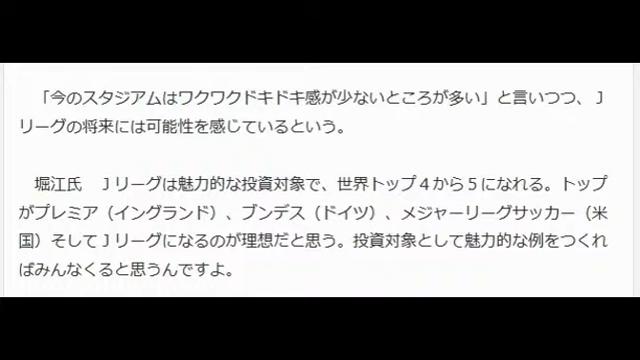 「今のスタジアムはワクワクドキドキ感が少ないところが多い」と言いつつ、Ｊ
リーグの将来には可能性を感じているという。
堀江氏　Ｊリーグは魅力的な投資対象で、世界トップ４から５になれる。トップ
がプレミア（イングランド）、ブンデス（ドイツ）、メジャーリーグサッカー（米
国）そしてＪリーグになるのが理想だと思う。投資対象として魅力的な例をつくれ
ばみんなくると思うんですよ。